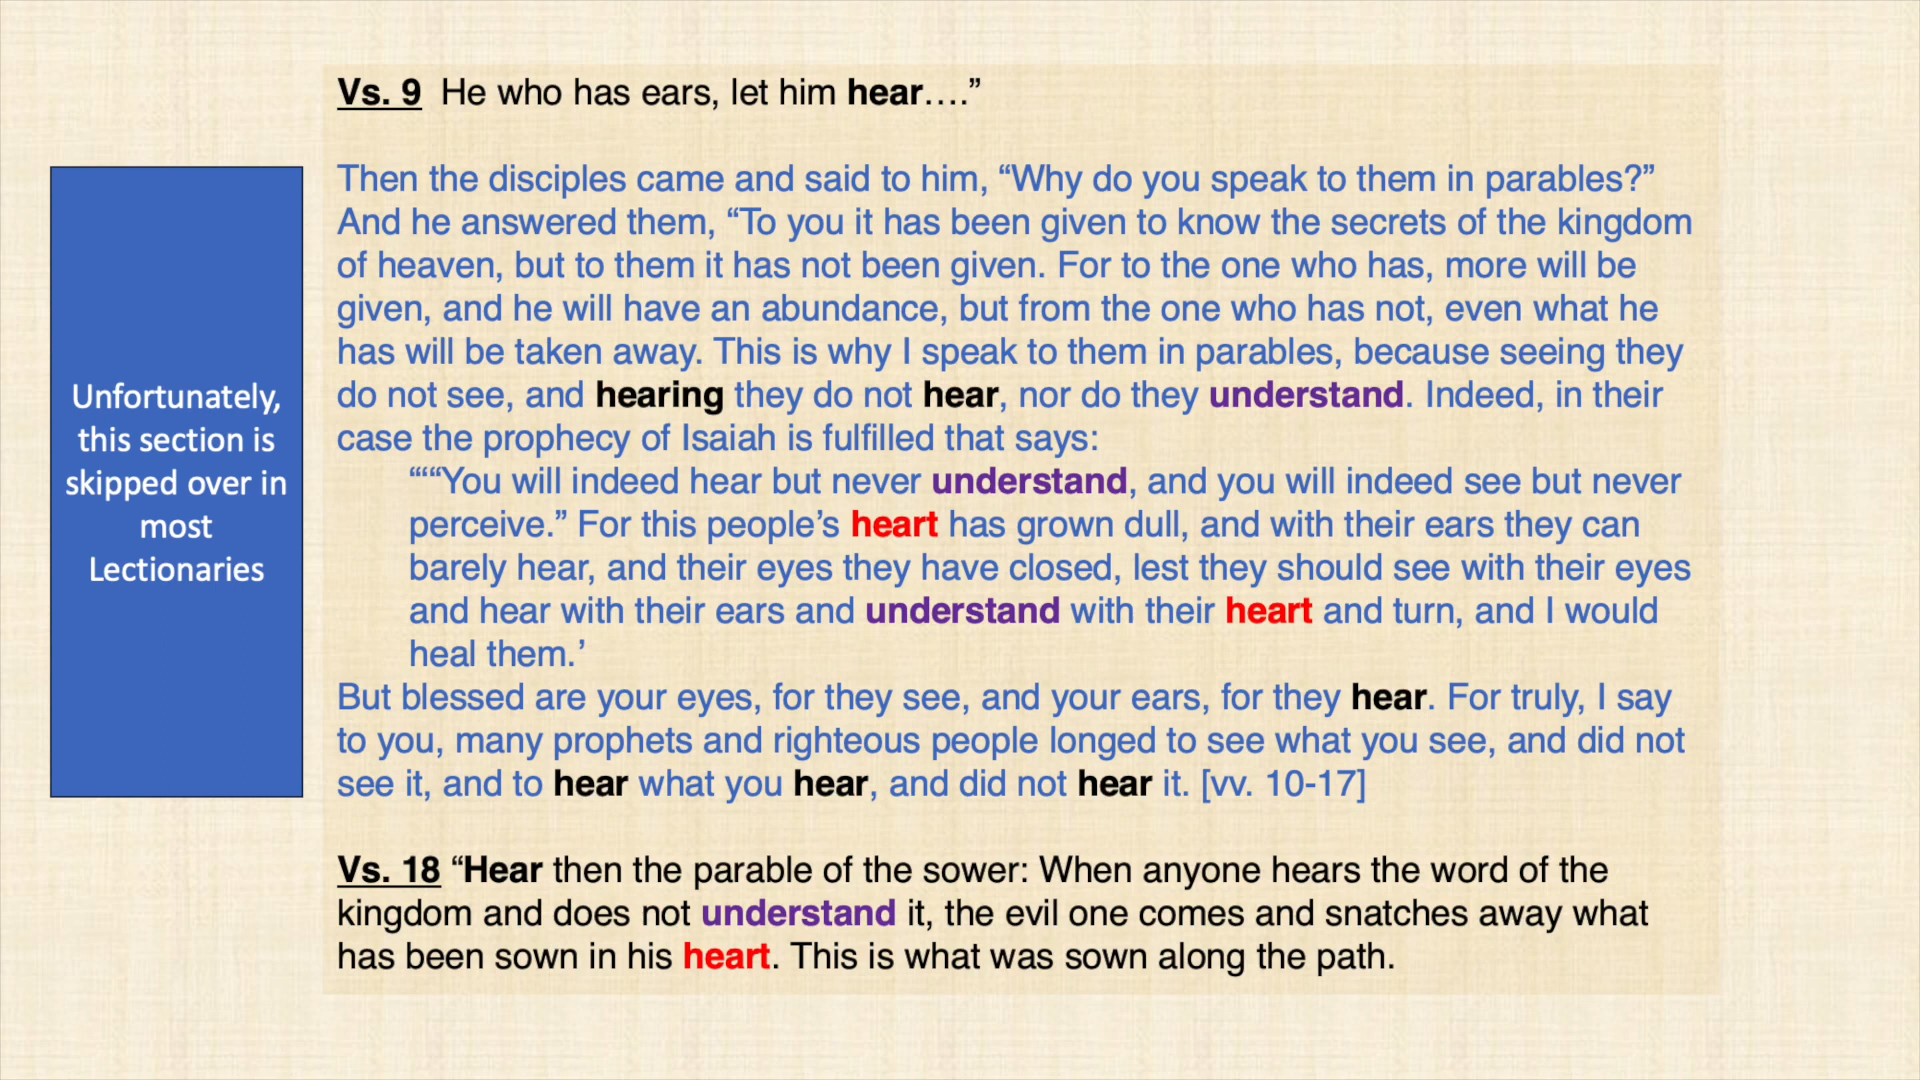 Vs. 9 He who has ears, let him hear….”
Unfortunately,
this section is
skipped over in
most
Lectionaries
Then the disciples came and said to him, “Why do you speak to them in parables?”
And he answered them, “To you it has been given to know the secrets of the kingdom
of heaven, but to them it has not been given. For to the one who has, more will be
given, and he will have an abundance, but from the one who has not, even what he
has will be taken away. This is why I speak to them in parables, because seeing they
do not see, and hearing they do not hear, nor do they understand. Indeed, in their
case the prophecy of Isaiah is fulfilled that says:
“““You will indeed hear but never understand, and you will indeed see but never
perceive.” For this people’s heart has grown dull, and with their ears they can
barely hear, and their eyes they have closed, lest they should see with their eyes
and hear with their ears and understand with their heart and turn, and I would
heal them.’
But blessed are your eyes, for they see, and your ears, for they hear. For truly, I say
to you, many prophets and righteous people longed to see what you see, and did not
see it, and to hear what you hear, and did not hear it. [vv. 10-17]
Vs. 18 “Hear then the parable of the sower: When anyone hears the word of the
kingdom and does not understand it, the evil one comes and snatches away what
has been sown in his heart. This is what was sown along the path.